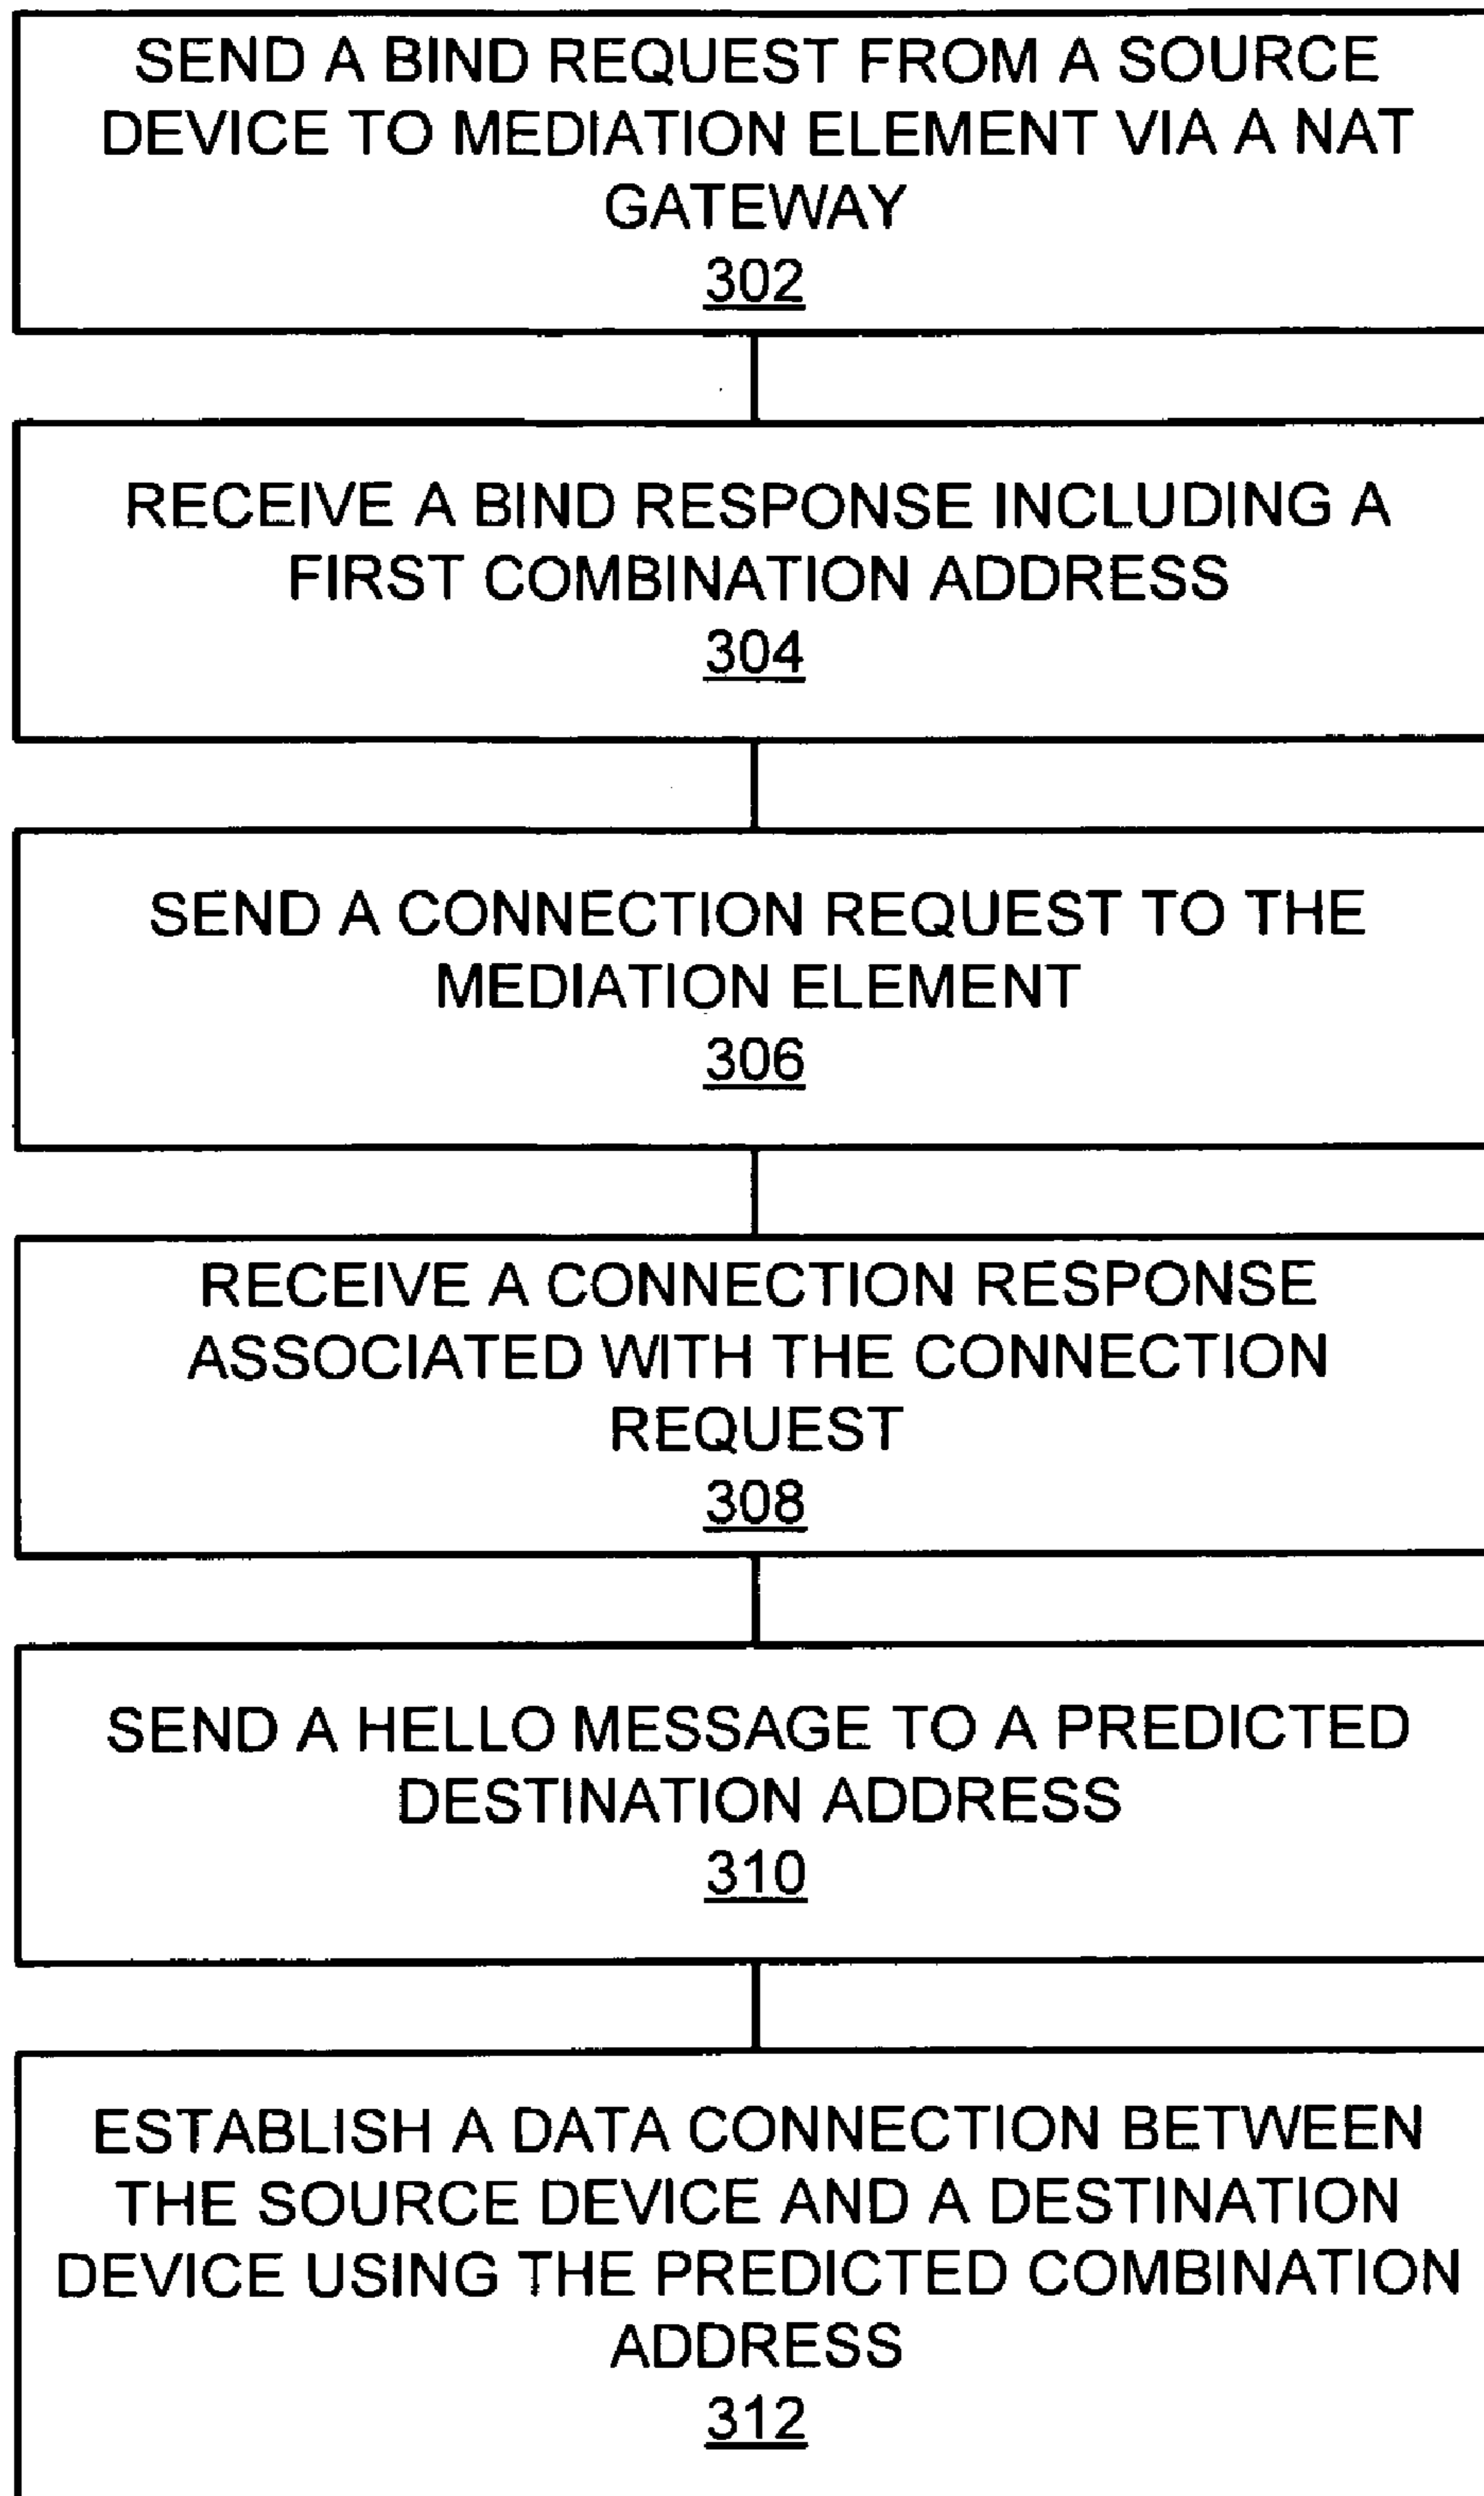 SEND A BIND REQUEST FROM A SOURCE
DEVICE TO MEDIATION ELEMENT VIA A NAT
GATEWAY
302
RECEIVE A BIND RESPONSE INCLUDING A
FIRST COMBINATION ADDRESS
304
SEND A CONNECTION REQUEST TO THE
MEDIATION ELEMENT
306
RECEIVE A CONNECTION RESPONSE
ASSOCIATED WITH THE CONNECTION
REQUEST
308
SEND A HELLO MESSAGE TO A PREDICTED
DESTINATION ADDRESS
310
ESTABLISH A DATA CONNECTION BETWEEN
THE SOURCE DEVICE AND A DESTINATION
DEVICE USING THE PREDICTED COMBINATION
ADDRESS
312